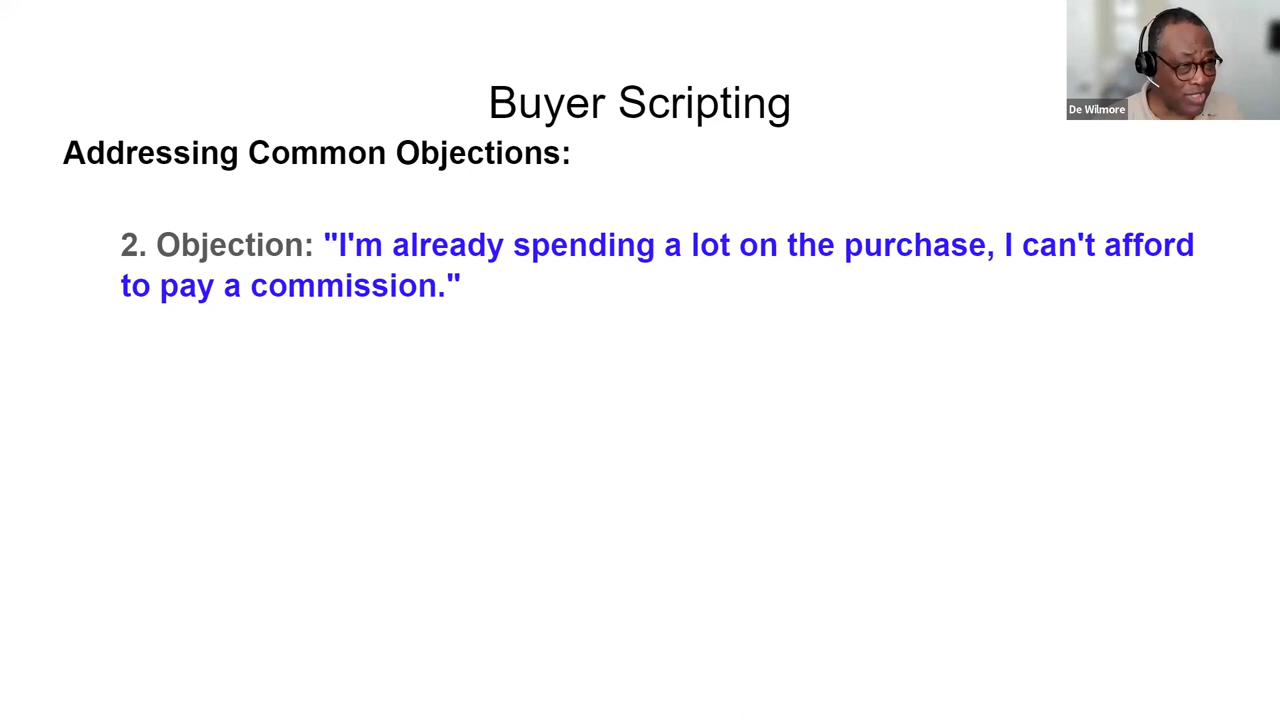 Buyer Scripting
De Wilmore
Addressing Common Objections:
2. Objection: "I'm already spending a lot on the purchase, I can't afford
to pay a commission."